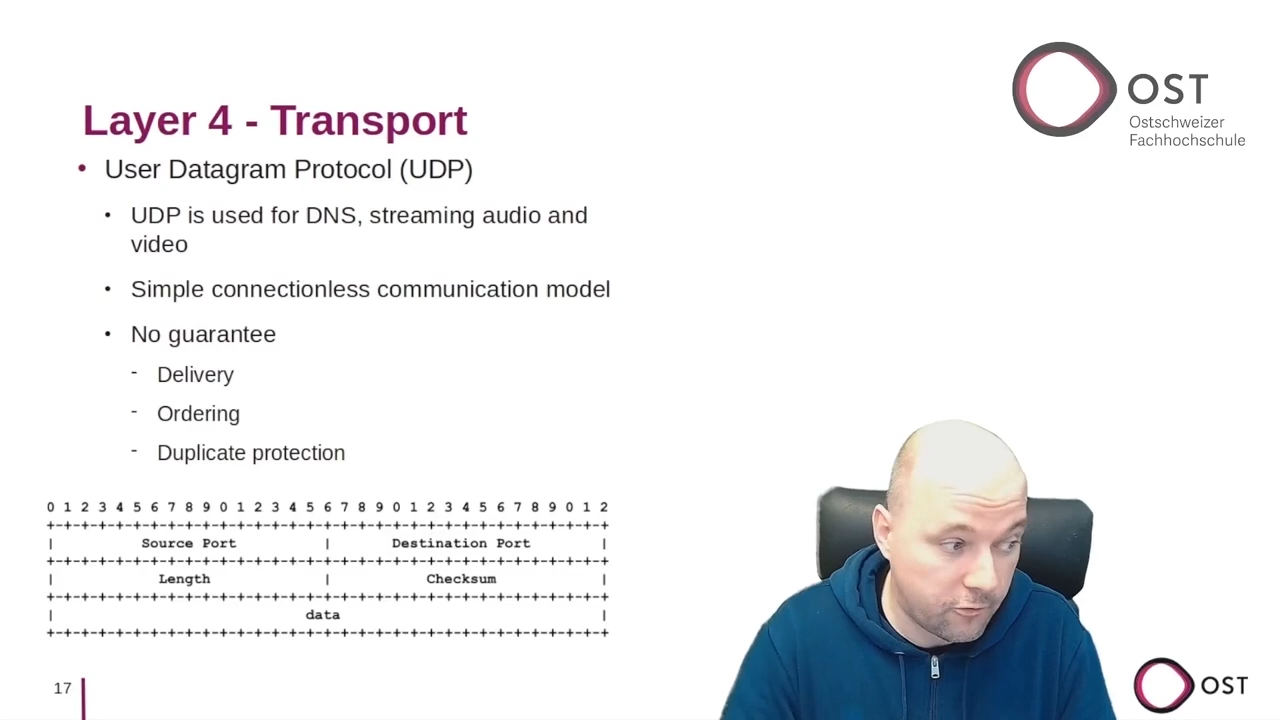 OST
Ostschweizer
Fachhochschule
Layer 4 - Transport
• User Datagram Protocol (UDP)
• UDP is used for DNS, streaming audio and
video
• Simple connectionless communication model
• No guarantee
- Delivery
- Ordering
- Duplicate protection
0 1 2 3 4 5 6 7 8 9 0 1 2 3 4 5 6 7 8 9 0 1 2 3 4 5 6 7 8 9 0 1 2
+-+-+-+-+-+-+-+-+-+-+-+-+-+-+-+-+-+-+-+-+-+-+-+-+-+-+-+-+-+-+-+-+
| Source Port | Destination Port |
+-+-+-+-+-+-+-+-+-+-+-+-+-+-+-+-+-+-+-+-+-+-+-+-+-+-+-+-+-+-+-+-+
| Length | Checksum |
+-+-+-+-+-+-+-+-+-+-+-+-+-+-+-+-+-+-+-+-+-+-+-+-+-+-+-+-+-+-+-+-+
| data |
+-+-+-+-+-+-+-+-+-+-+-+-+-+-+-+-+-+-+-+-+-+-+-+-+-+-+-+-+-+-+-+-+
17
OST